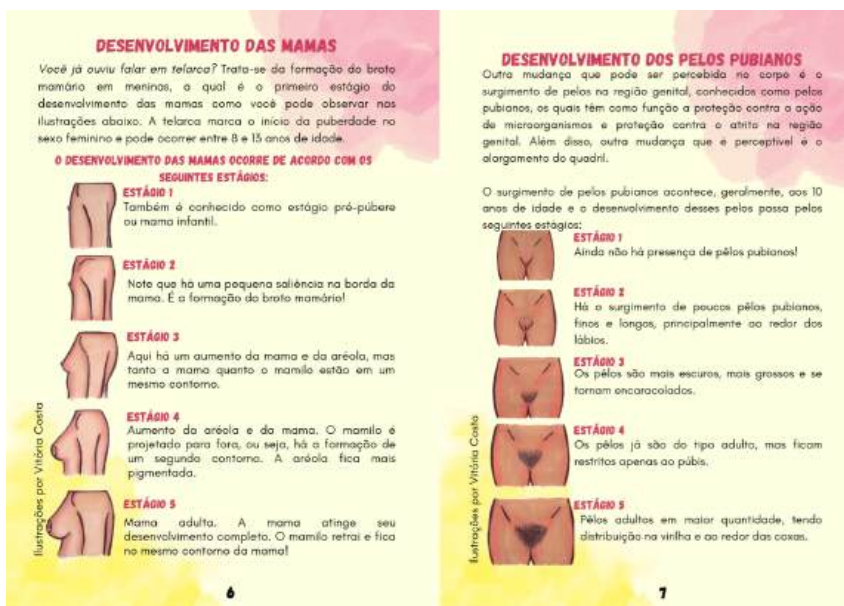 DESENVOLVIMENTO DAS MAMAS
Você já ouviu falar em telarca? Trata-se da formação do broto
mamário em meninas, a qual é o primeiro estágio do
desenvolvimento das mamas como você pode observar nas
ilustrações abaixo. A telarca marca o início da puberdade no
sexo feminino e pode ocorrer entre 8 e 13 anos de idade.
O DESENVOLVIMENTO DAS MAMAS OCORRE DE ACORDO COM OS
SEGUINTES ESTÁGIOS:
ESTÁGIO 1
Também é conhecido como estágio pré-púbere
ou mama infantil.
ESTÁGIO 2
Note que há uma pequena saliência na borda da
mama. É a formação do broto mamário!
ESTÁGIO 3
Aqui há um aumento da mama e da aréola, mas
tanto a mama quanto o mamilo estão em um
mesmo contorno.
ESTÁGIO 4
Aumento da aréola e da mama. O mamilo é
projetado para fora, ou seja, há a formação de
um segundo contorno. A aréola fica mais
pigmentada.
ESTÁGIO 5
Mama adulta. A mama atinge seu
desenvolvimento completo. O mamilo retrai e fica
no mesmo contorno da mama!
Ilustrações por Vitória Costa
6
DESENVOLVIMENTO DOS PELOS PUBIANOS
Outra mudança que pode ser percebida no corpo é o
surgimento de pelos na região genital, conhecidos como pelos
pubianos, os quais têm como função a proteção contra a ação
de microorganismos e proteção contra o atrito na região
genital. Além disso, outra mudança que é perceptível é o
alargamento do quadril.
O surgimento de pelos pubianos acontece, geralmente, aos 10
anos de idade e o desenvolvimento desses pelos passa pelos
seguintes estágios:
ESTÁGIO 1
Ainda não há presença de pêlos pubianos!
ESTÁGIO 2
Há o surgimento de poucos pêlos pubianos,
finos e longos, principalmente ao redor dos
lábios.
ESTÁGIO 3
Os pêlos são mais escuros, mais grossos e se
tornam encaracolados.
ESTÁGIO 4
Os pêlos já são do tipo adulto, mas ficam
restritos apenas ao púbis.
ESTÁGIO 5
Pêlos adultos em maior quantidade, tendo
distribuição na virilha e ao redor das coxas.
Ilustrações por Vitória Costa
7